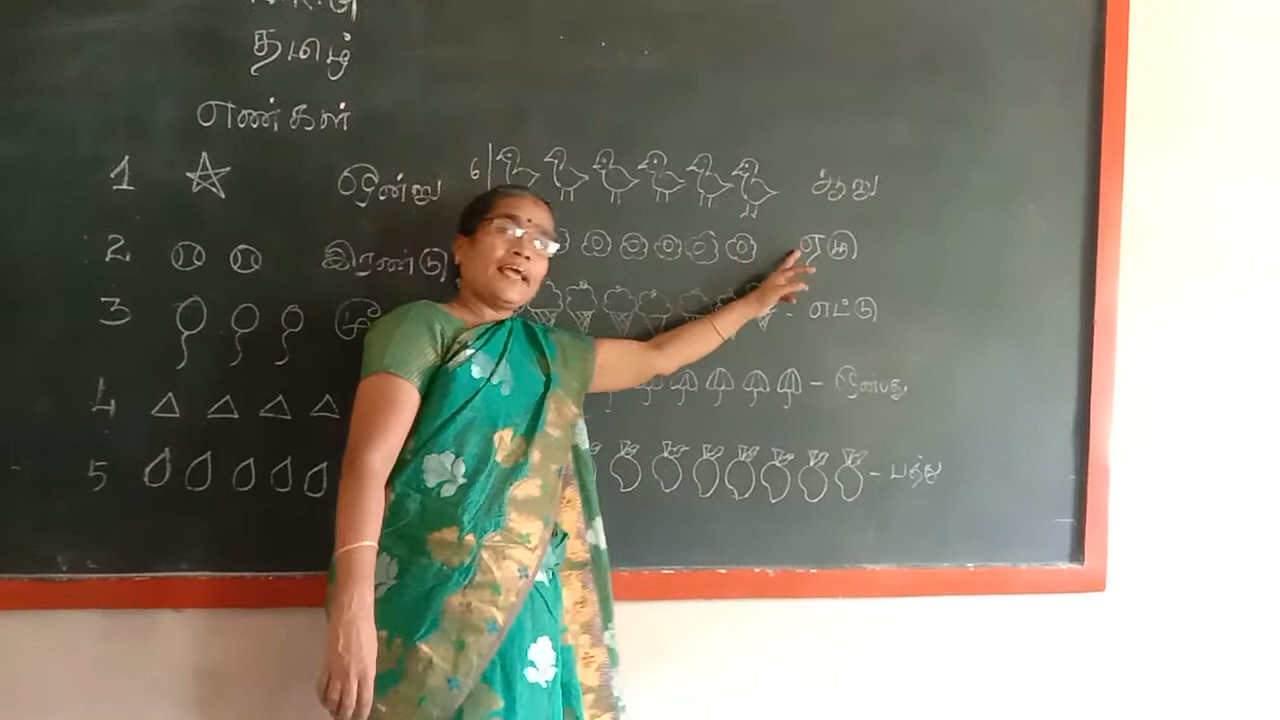 தமிழ்
எண்கள்
1 ஒன்று
2 இரண்டு
3
4
5
6 ஆறு
ஏழு
- எட்டு
- ஒன்பது
- பத்து